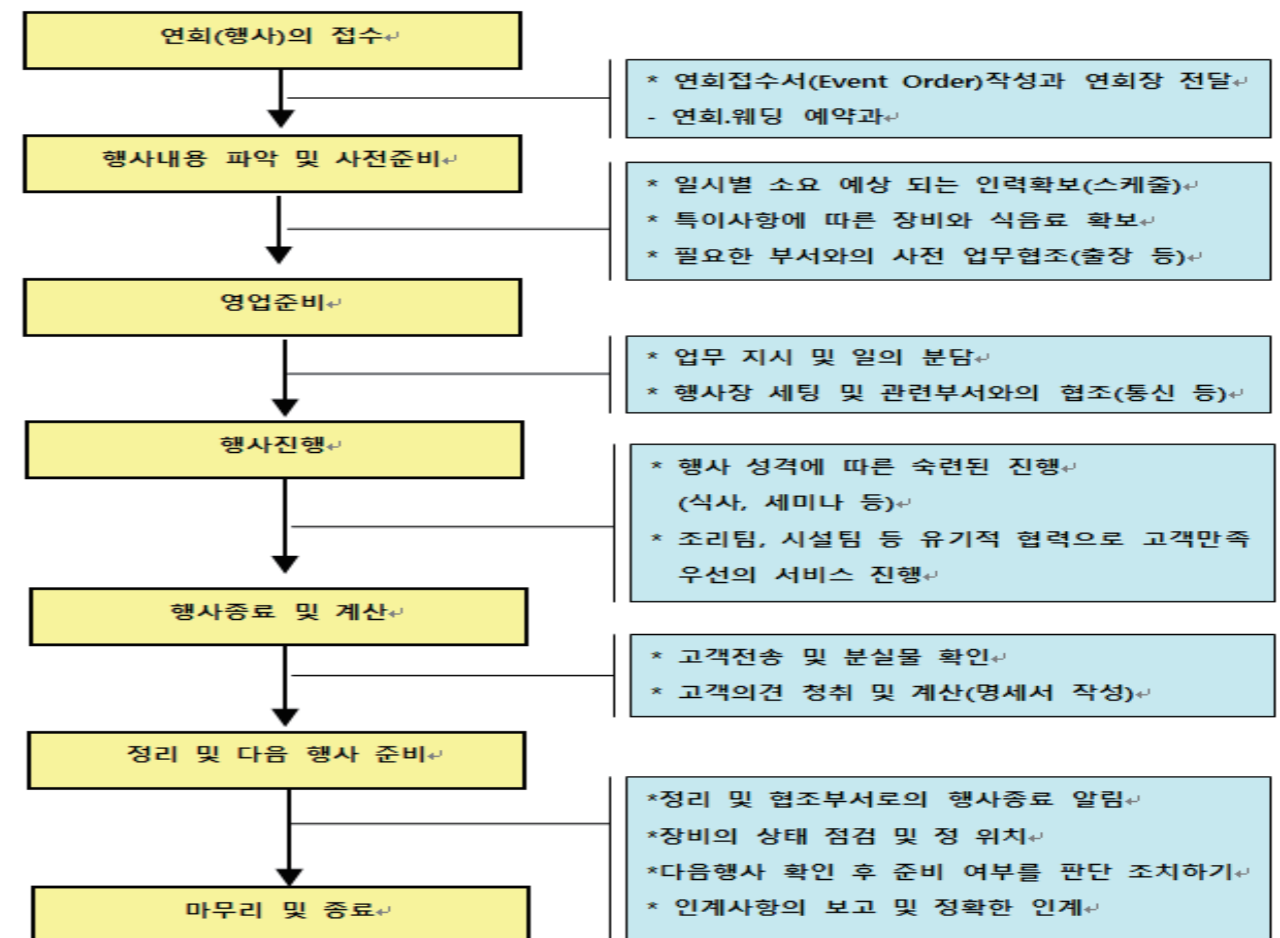 연회(행사)의 접수↵
* 연회접수서(Event Order)작성과 연회장 전달↵
- 연회.웨딩 예약과↵
행사내용 파악 및 사전준비↵
* 일시별 소요 예상 되는 인력확보(스케줄)↵
* 특이사항에 따른 장비와 식음료 확보↵
* 필요한 부서와의 사전 업무협조(출장 등)↵
영업준비↵
* 업무 지시 및 일의 분담↵
* 행사장 세팅 및 관련부서와의 협조(통신 등)↵
행사진행↵
* 행사 성격에 따른 숙련된 진행↵
(식사, 세미나 등)↵
* 조리팀, 시설팀 등 유기적 협력으로 고객만족
우선의 서비스 진행↵
행사종료 및 계산↵
* 고객전송 및 분실물 확인↵
* 고객의견 청취 및 계산(명세서 작성)↵
정리 및 다음 행사 준비↵
*정리 및 협조부서로의 행사종료 알림↵
*장비의 상태 점검 및 정 위치↵
*다음행사 확인 후 준비 여부를 판단 조치하기↵
* 인계사항의 보고 및 정확한 인계↵
마무리 및 종료↵